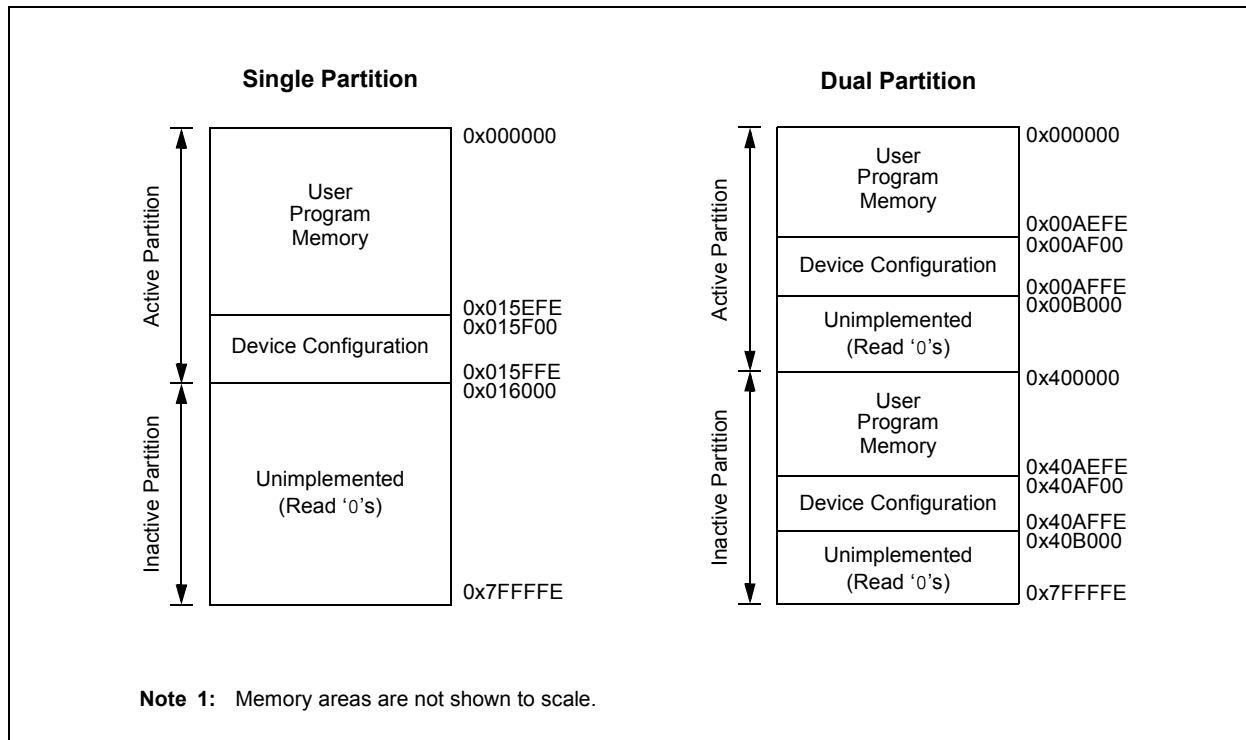 Single Partition
Active Partition
Inactive Partition
User
Program
Memory
Device Configuration
Unimplemented
(Read ‘0’s)
0x000000
0x015EFE
0x015F00
0x015FFE
0x016000
0x7FFFFE
Dual Partition
Active Partition
Inactive Partition
User
Program
Memory
Device Configuration
Unimplemented
(Read ‘0’s)
User
Program
Memory
Device Configuration
Unimplemented
(Read ‘0’s)
0x000000
0x00AEFE
0x00AF00
0x00AFFE
0x00B000
0x400000
0x40AEFE
0x40AF00
0x40AFFE
0x40B000
0x7FFFFE
Note 1: Memory areas are not shown to scale.